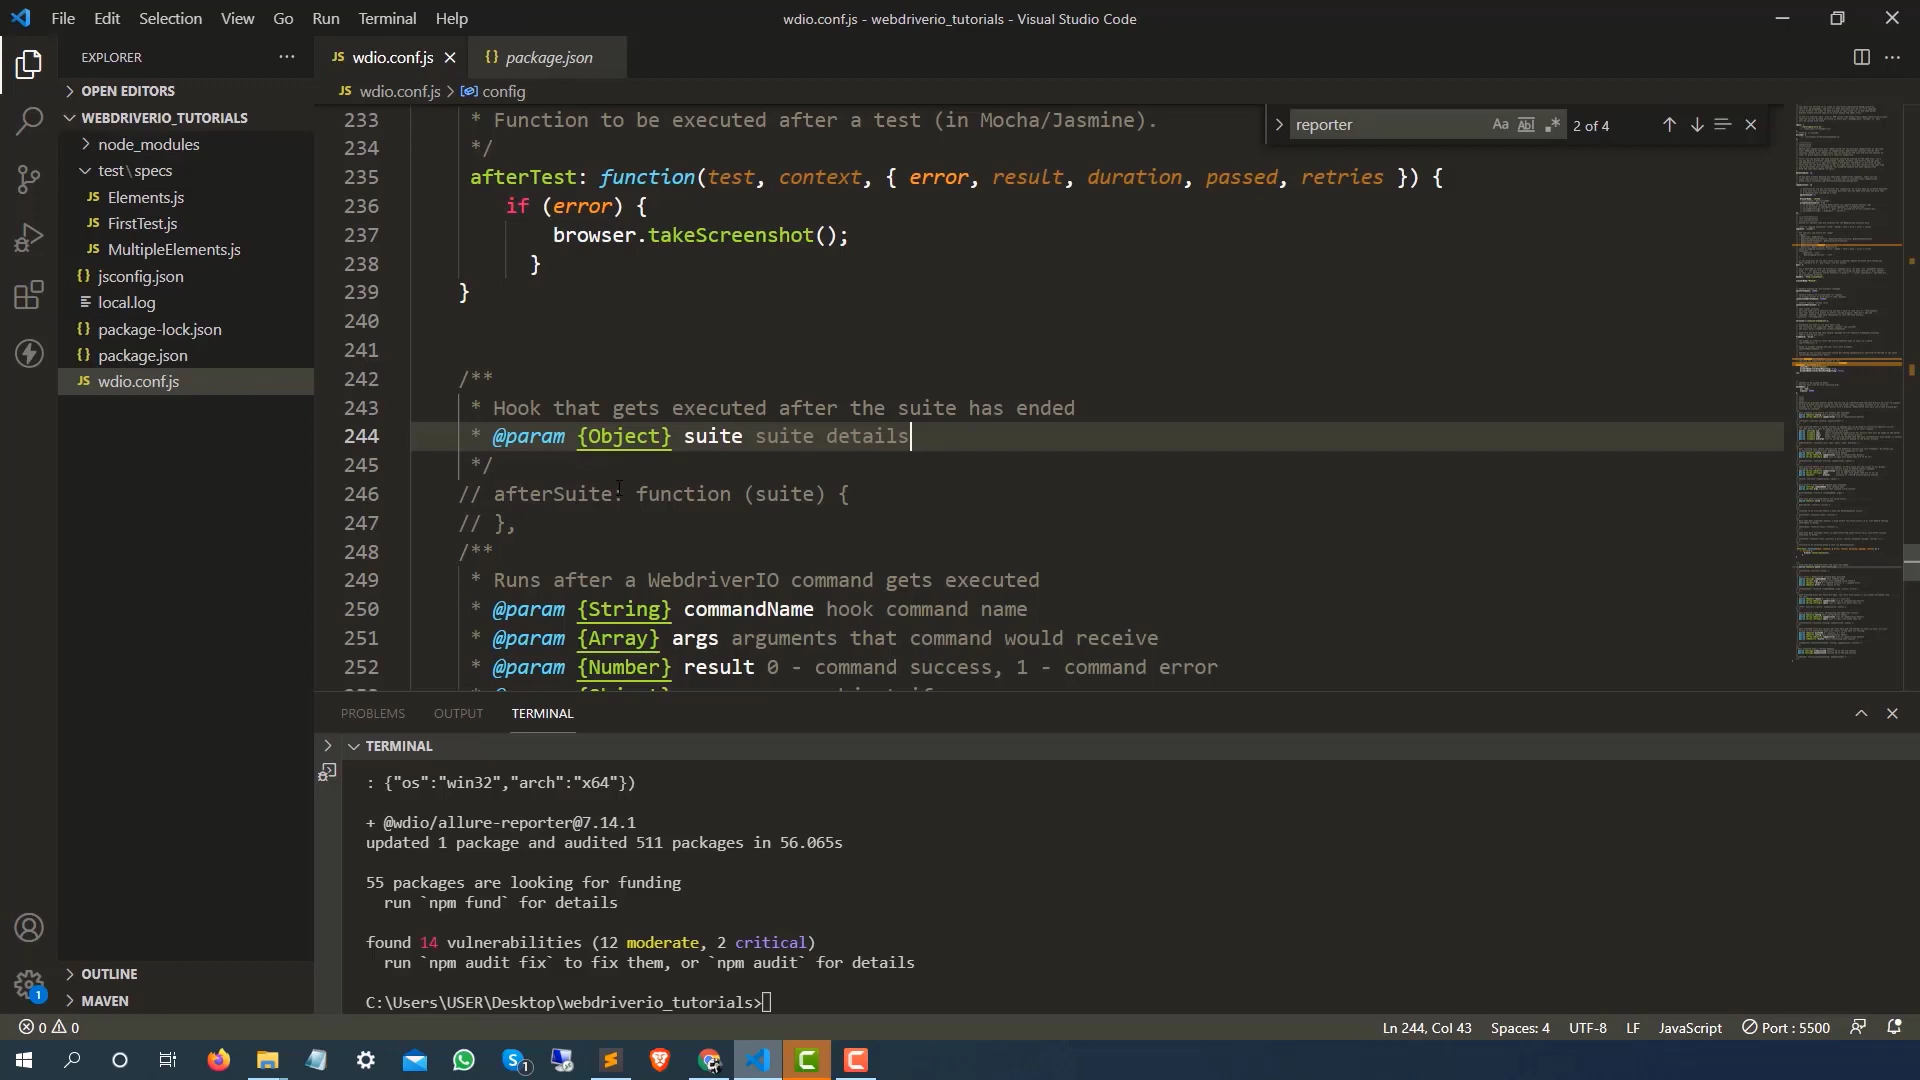 File Edit Selection View Go Run Terminal Help
wdio.conf.js - webdriverio_tutorials - Visual Studio Code
EXPLORER
OPEN EDITORS
WEBDRIVERIO_TUTORIALS
node_modules
test\specs
JS Elements.js
JS FirstTest.js
JS MultipleElements.js
{} jsconfig.json
local.log
{} package-lock.json
{} package.json
JS wdio.conf.js
OUTLINE
MAVEN
1
JS wdio.conf.js
{} package.json
JS wdio.conf.js > config
reporter
Aa
Abl
2 of 4
233 * Function to be executed after a test (in Mocha/Jasmine).
234 */
235 afterTest: function(test, context, { error, result, duration, passed, retries }) {
236 if (error) {
237 browser.takeScreenshot();
238 }
239 }
240
241
242 /**
243 * Hook that gets executed after the suite has ended
244 * @param {Object} suite suite details
245 */
246 // afterSuite: function (suite) {
247 // },
248 /**
249 * Runs after a WebdriverIO command gets executed
250 * @param {String} commandName hook command name
251 * @param {Array} args arguments that command would receive
252 * @param {Number} result 0 - command success, 1 - command error
PROBLEMS OUTPUT TERMINAL
TERMINAL
: {"os":"win32","arch":"x64"})
+ @wdio/allure-reporter@7.14.1
updated 1 package and audited 511 packages in 56.065s
55 packages are looking for funding
run `npm fund` for details
found 14 vulnerabilities (12 moderate, 2 critical)
run `npm audit fix` to fix them, or `npm audit` for details
C:\Users\USER\Desktop\webdriverio_tutorials>
0 0
Ln 244, Col 43 Spaces: 4 UTF-8 LF JavaScript Port : 5500